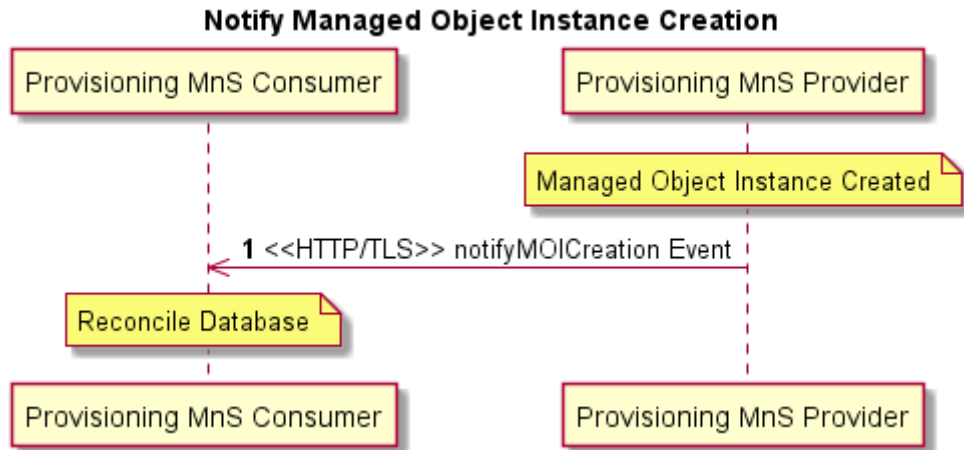 Notify Managed Object Instance Creation
Provisioning MnS Consumer
Provisioning MnS Provider
Managed Object Instance Created
1 <<HTTP/TLS>> notifyMOICreation Event
Reconcile Database
Provisioning MnS Consumer
Provisioning MnS Provider